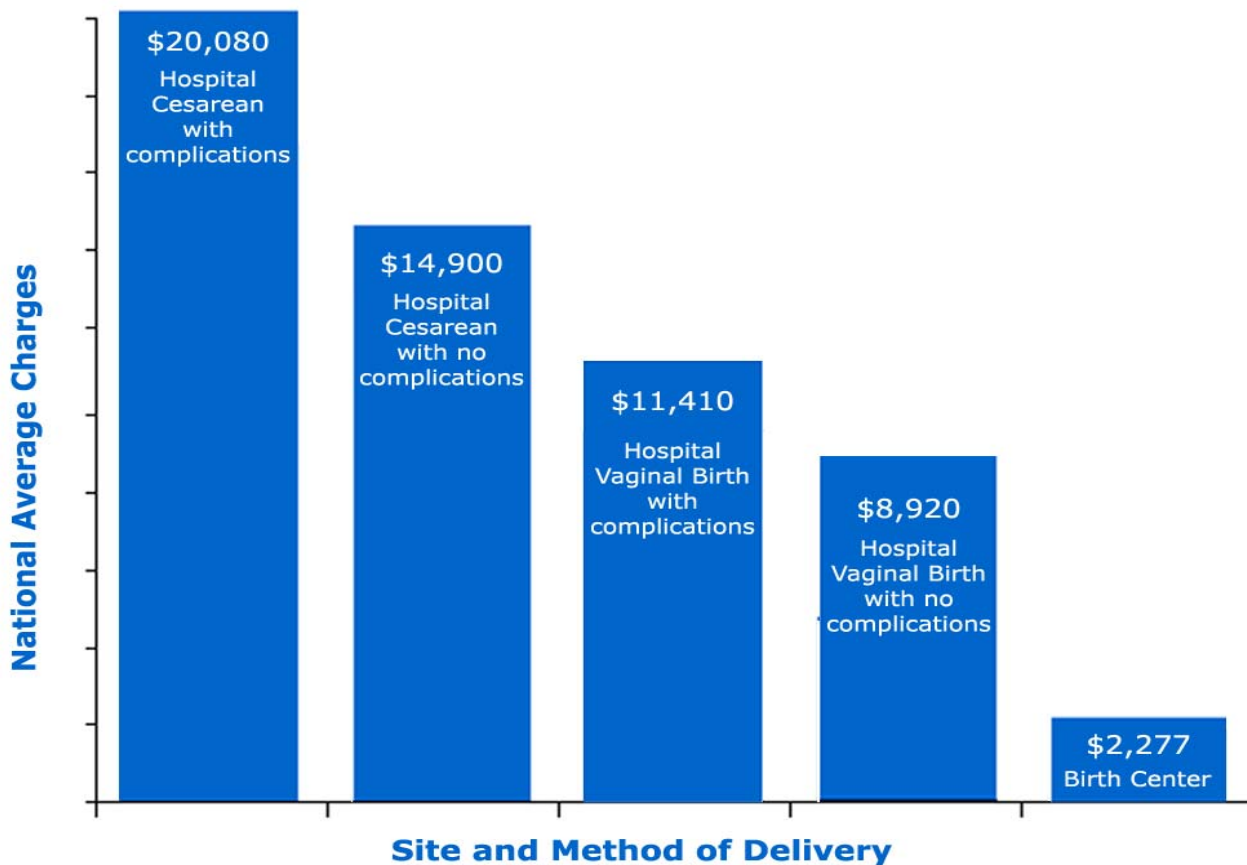 National Average Charges
$20,080
Hospital
Cesarean
with
complications
$14,900
Hospital
Cesarean
with no
complications
$11,410
Hospital
Vaginal Birth
with
complications
$8,920
Hospital
Vaginal Birth
with no
complications
$2,277
Birth Center
Site and Method of Delivery